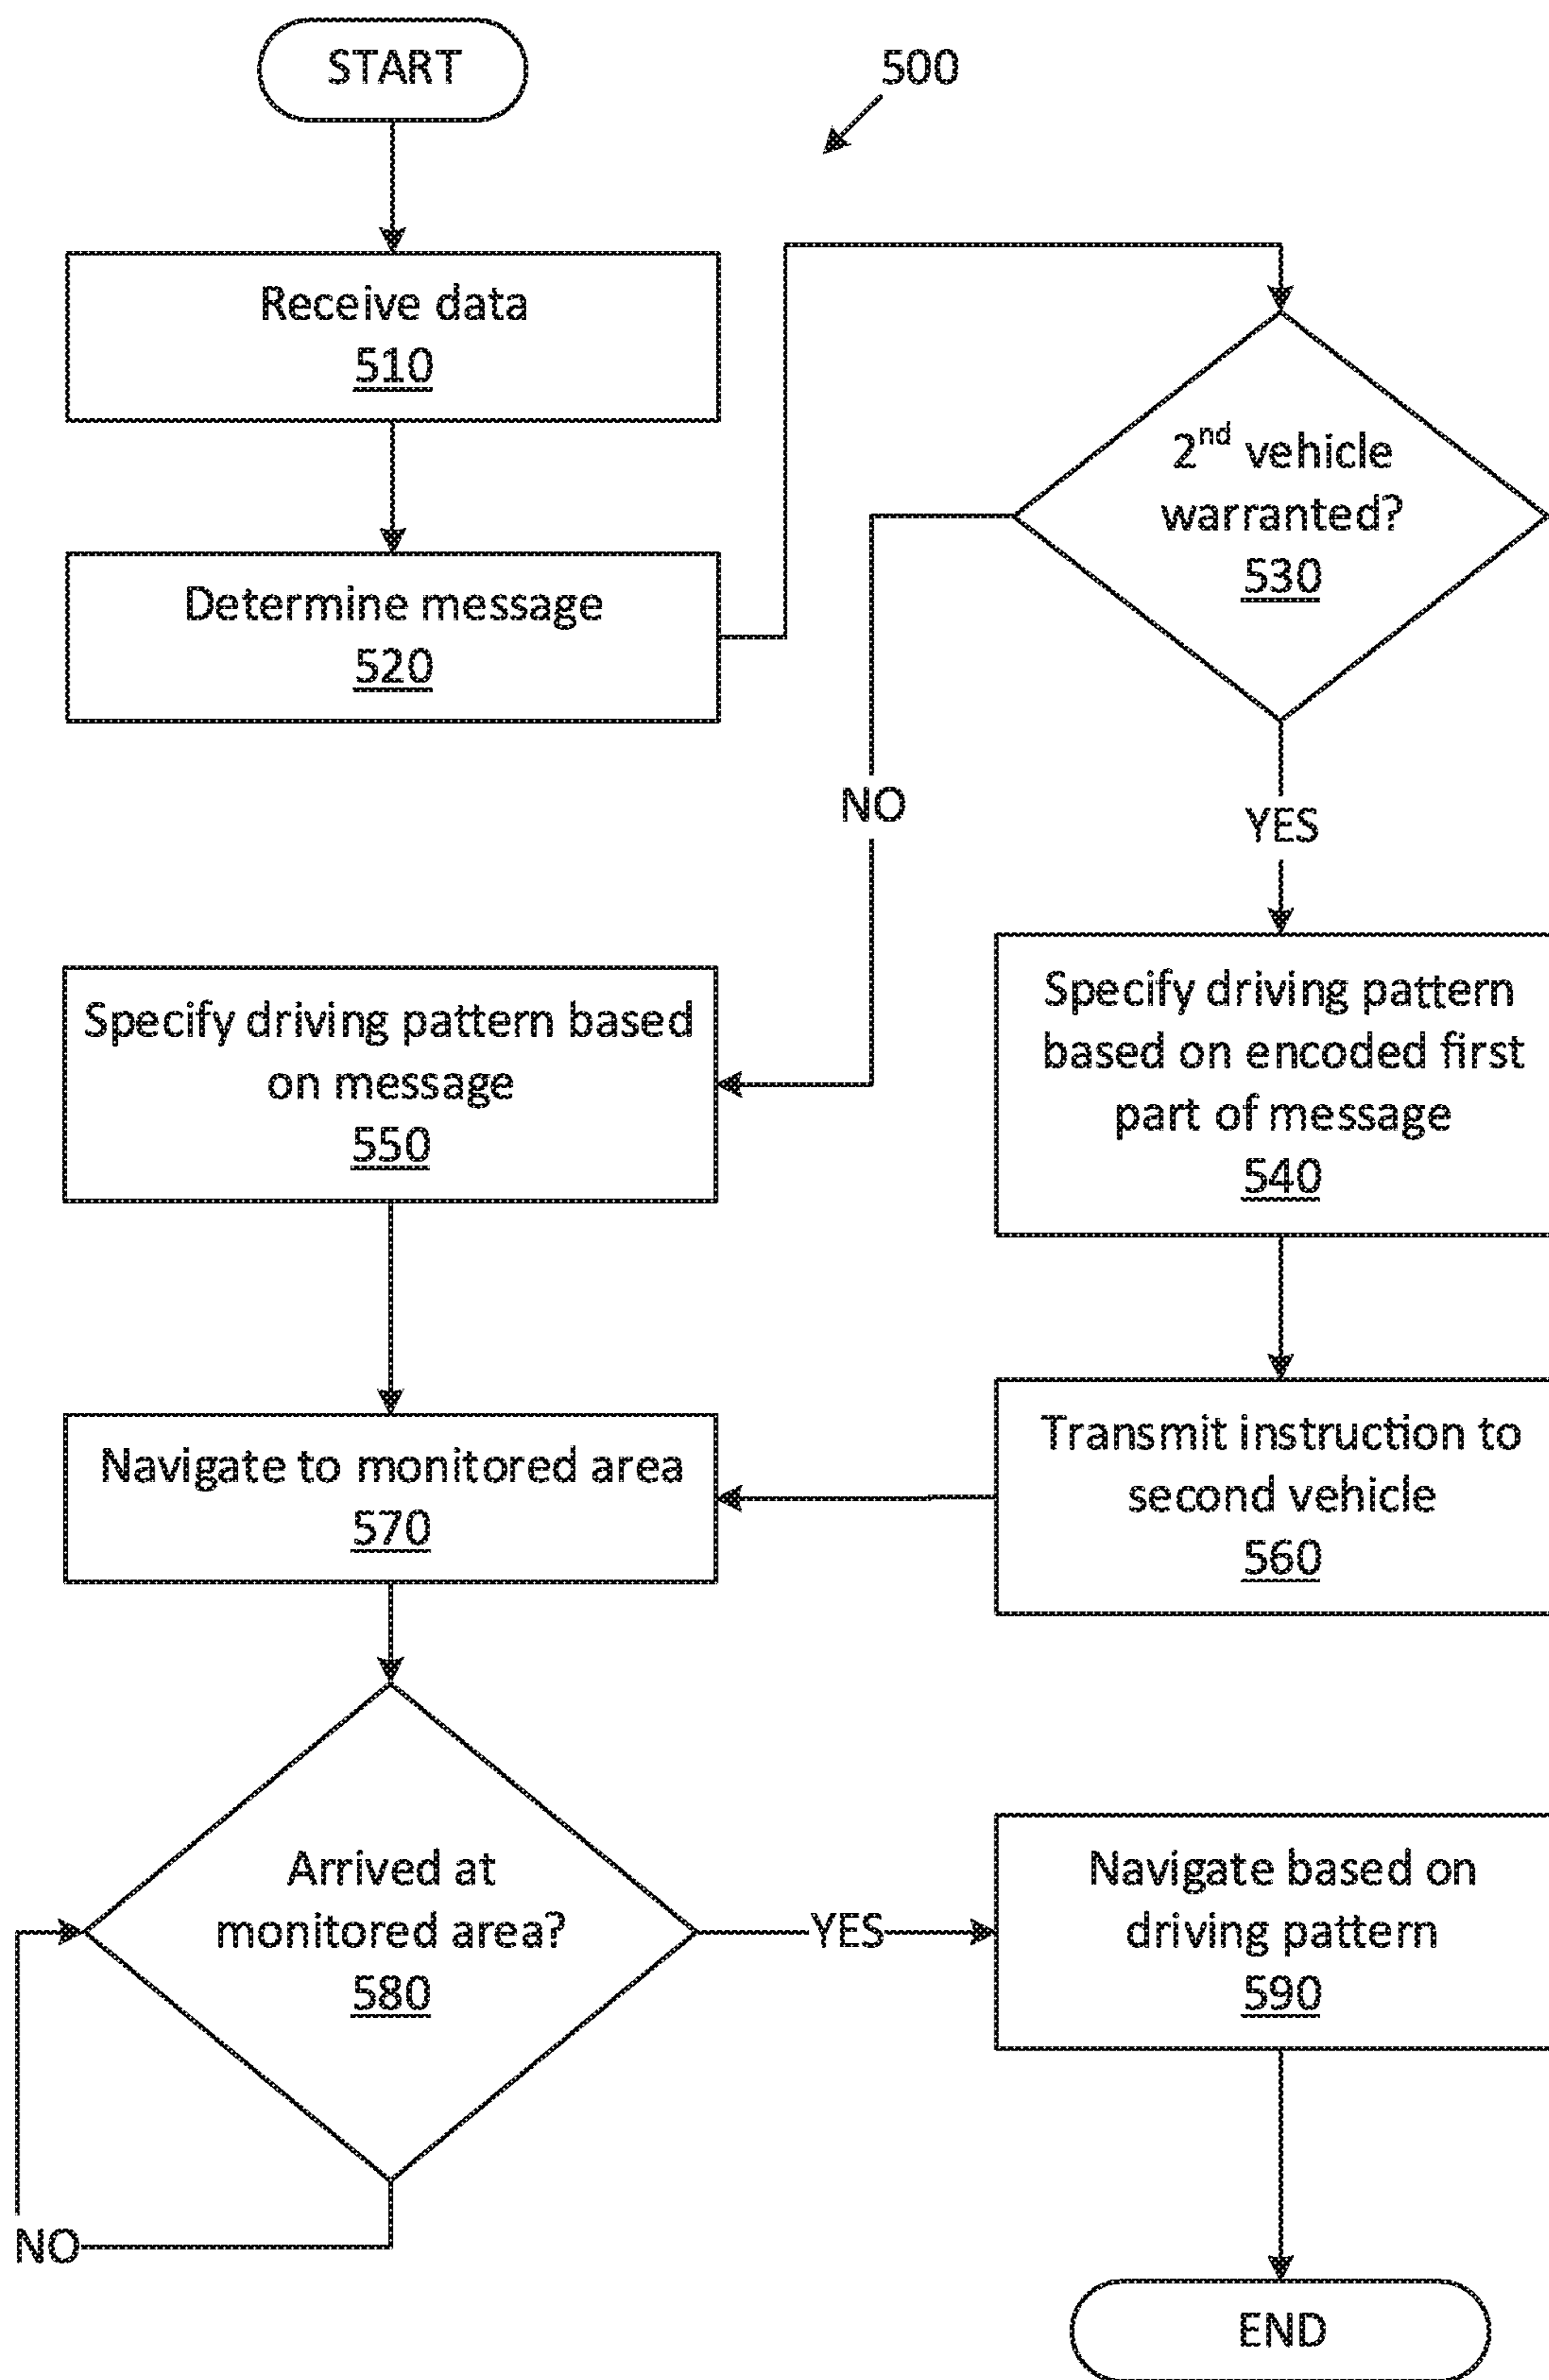 START
500
Receive data
510
Determine message
520
2nd vehicle
warranted?
530
NO
YES
Specify driving pattern
based on encoded first
part of message
540
Specify driving pattern based
on message
550
Transmit instruction to
second vehicle
560
Navigate to monitored area
570
Arrived at
monitored area?
580
YES
NO
Navigate based on
driving pattern
590
END